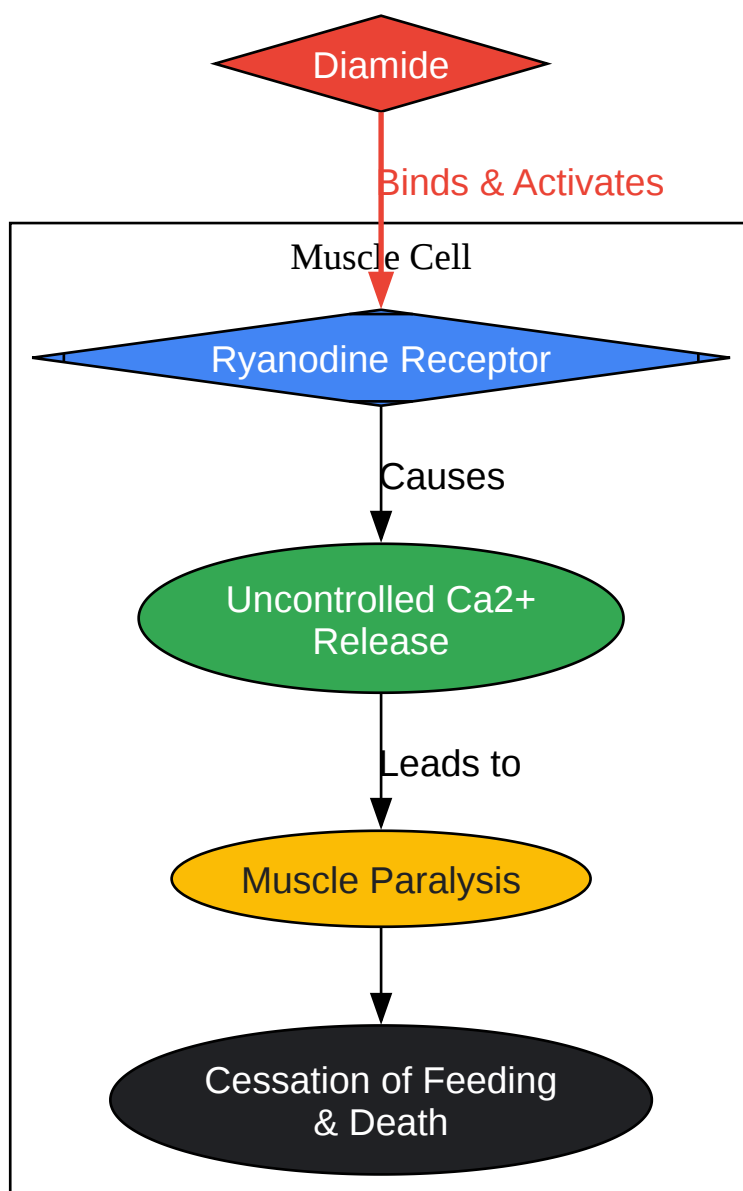 Diamide
Binds & Activates
Muscle Cell
Ryanodine Receptor
Causes
Uncontrolled Ca2+
Release
Leads to
Muscle Paralysis
Cessation of Feeding
& Death